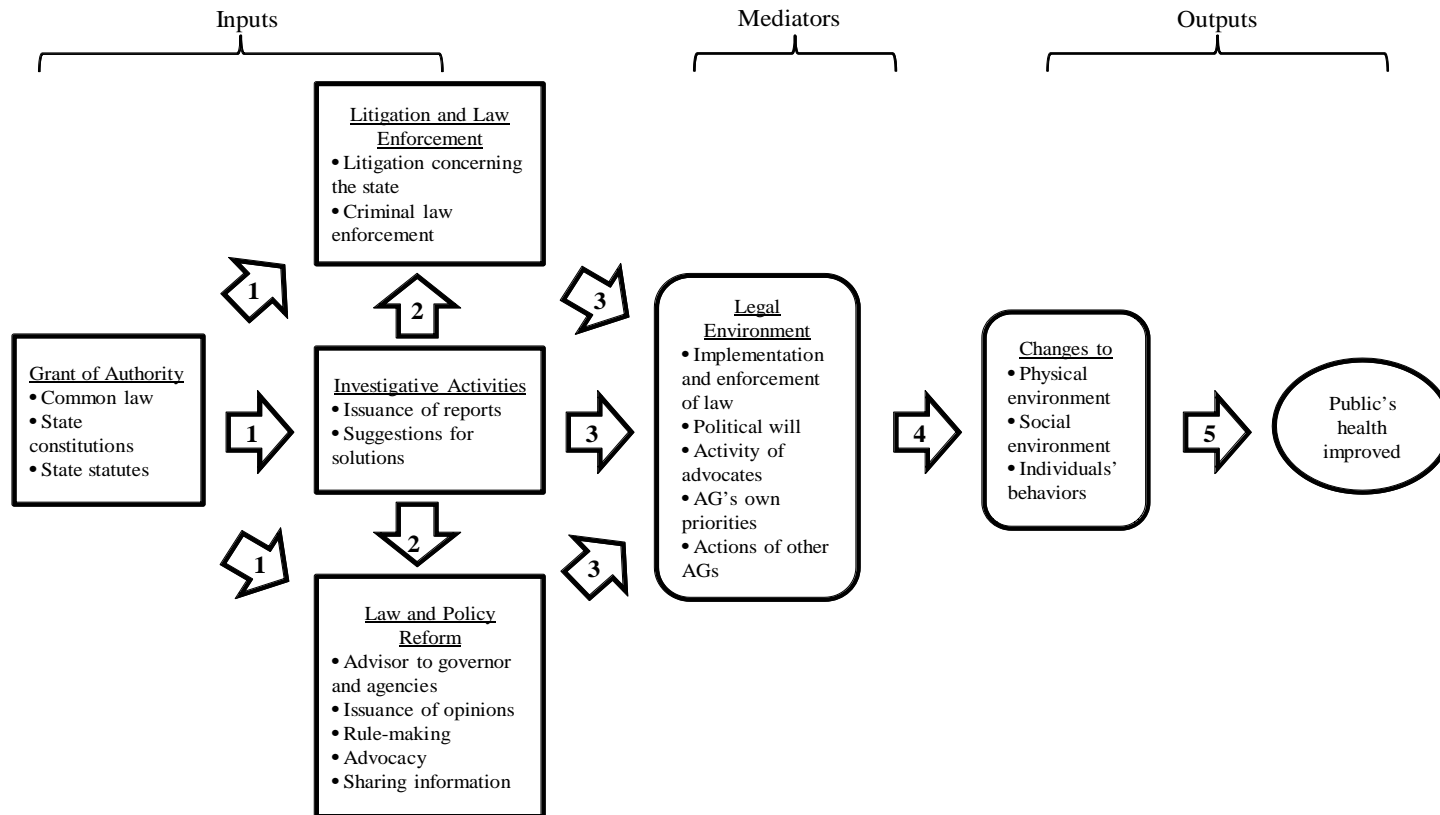 Inputs
Mediators
Outputs
Litigation and Law
Enforcement
• Litigation concerning
the state
• Criminal law
enforcement
1
2
3
Grant of Authority
• Common law
• State
constitutions
• State statutes
1
Investigative Activities
• Issuance of reports
• Suggestions for
solutions
3
Legal
Environment
• Implementation
and enforcement
of law
• Political will
• Activity of
advocates
• AG's own
priorities
• Actions of other
AGs
4
Changes to
• Physical
environment
• Social
environment
• Individuals'
behaviors
5
Public's
health
improved
1
2
3
Law and Policy
Reform
• Advisor to governor
and agencies
• Issuance of opinions
• Rule-making
• Advocacy
• Sharing information